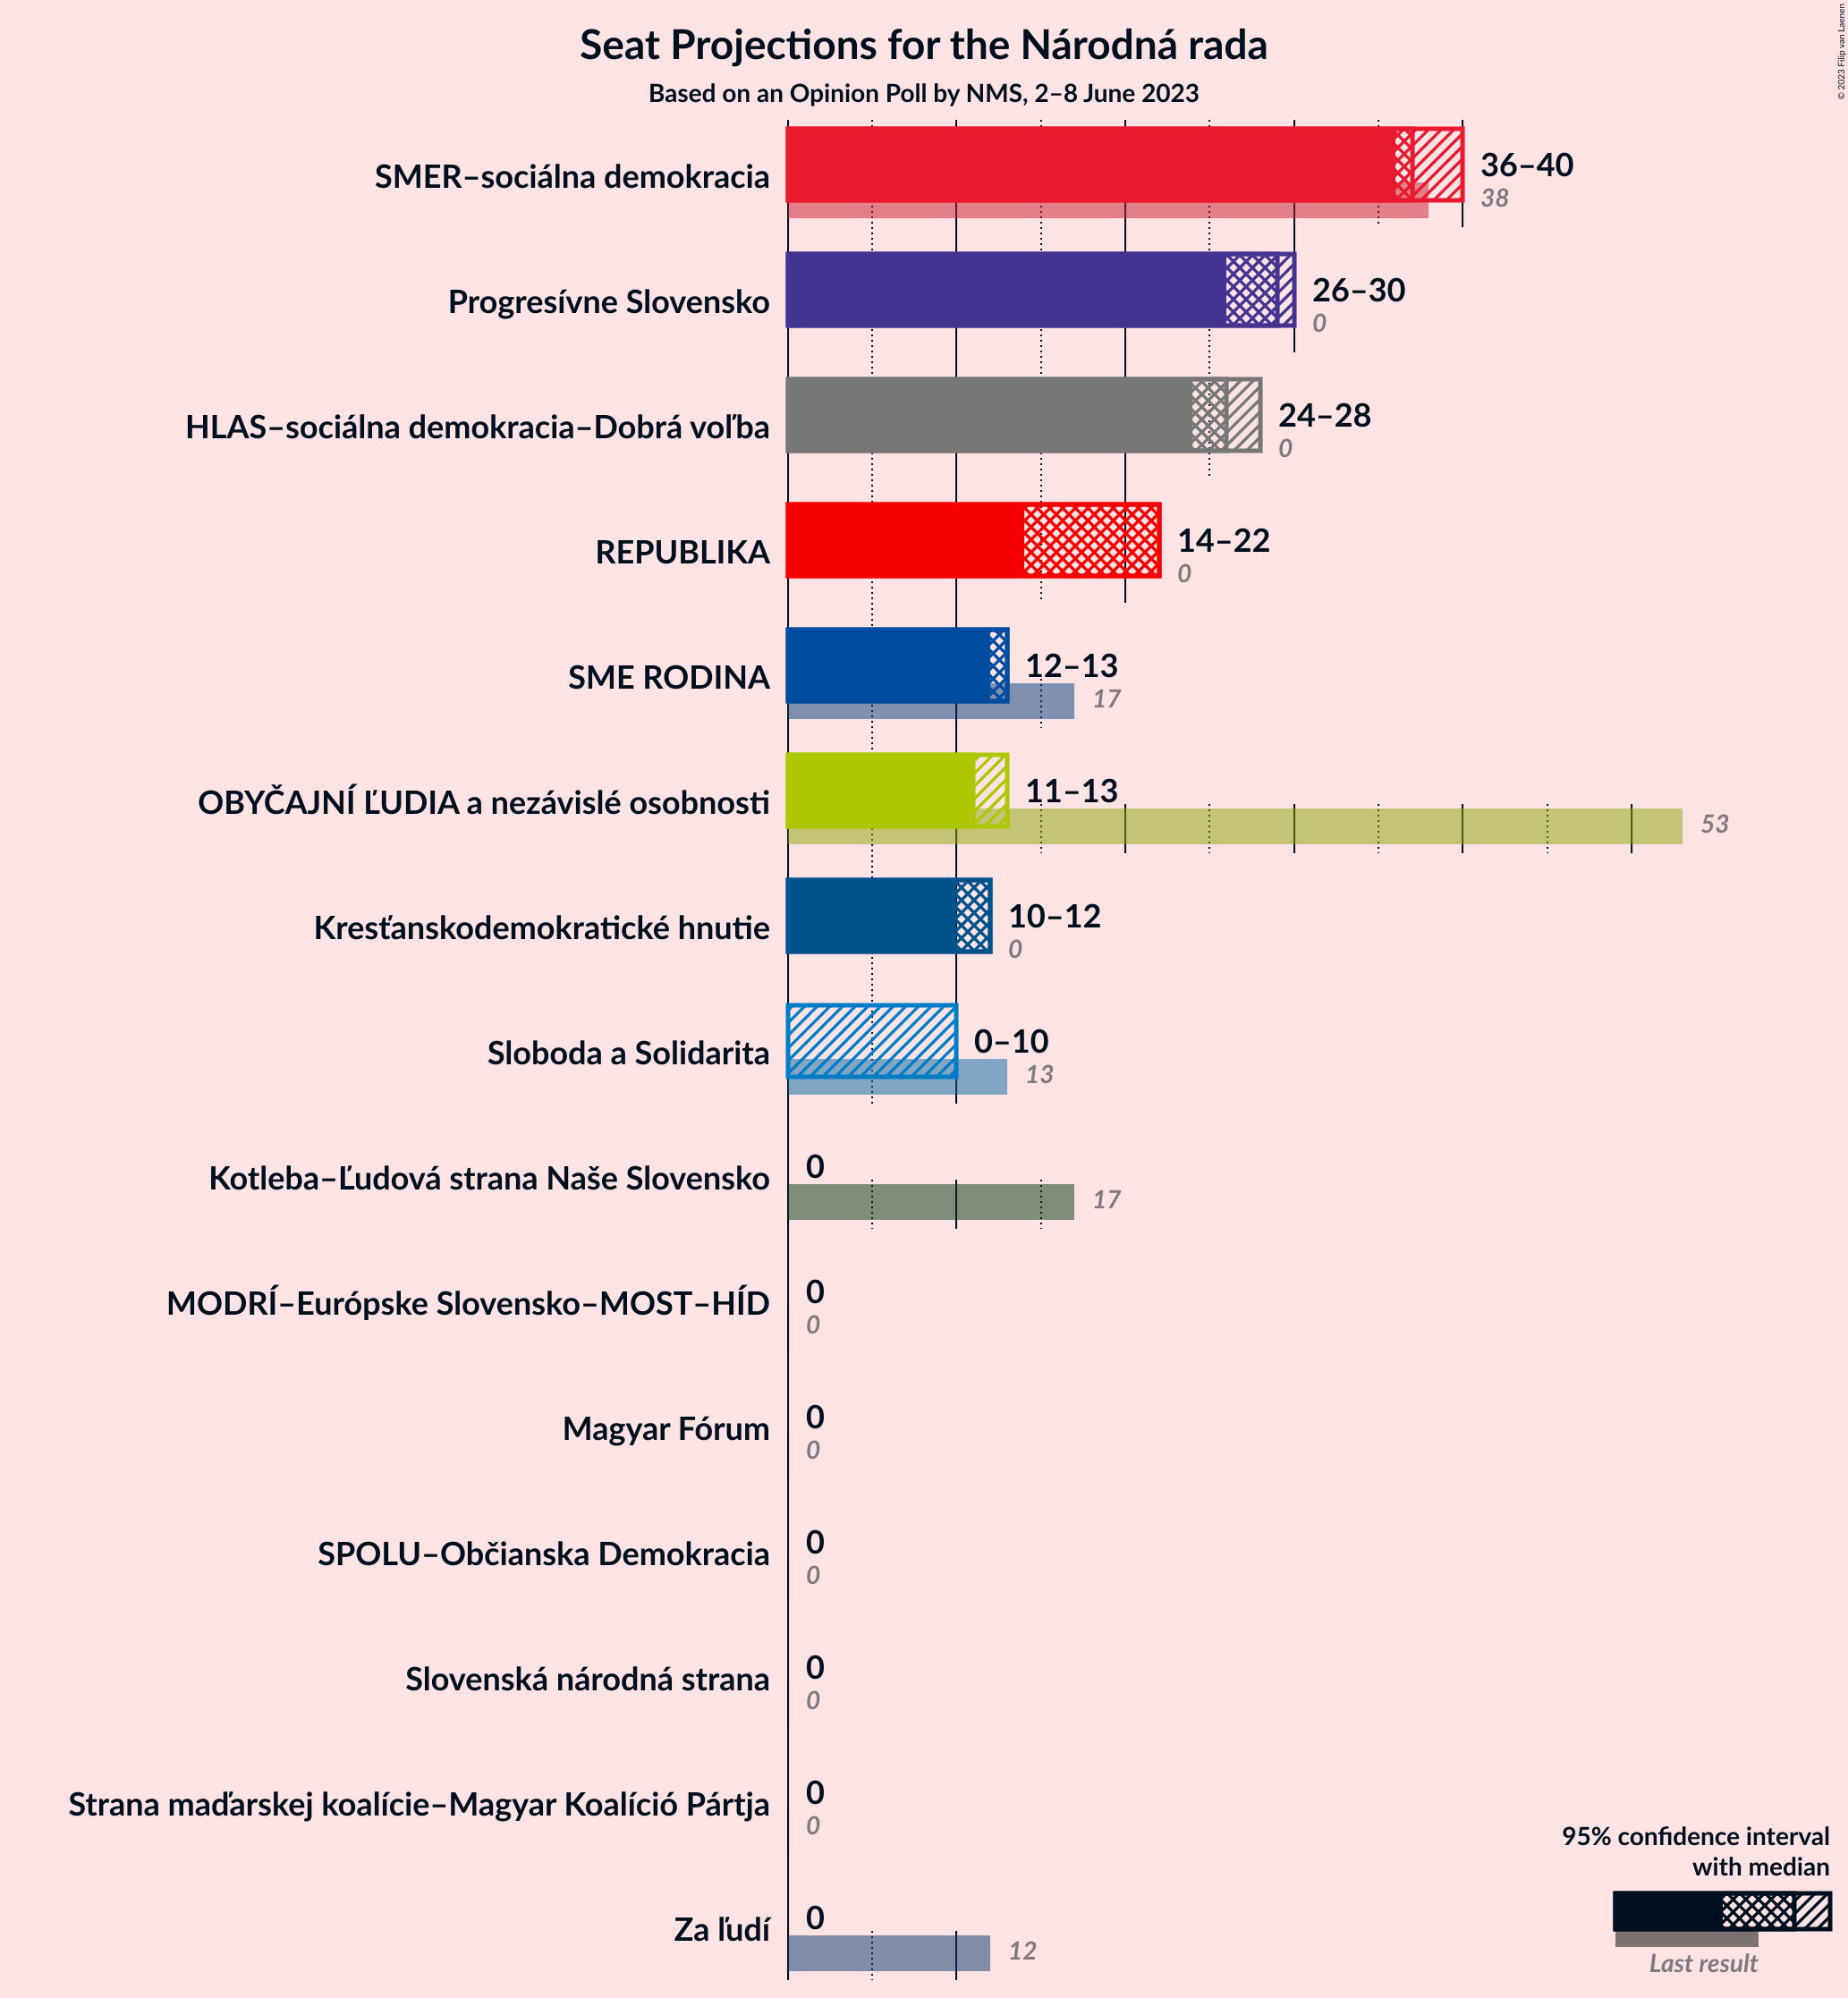 © 2023 Filip van Laenen
Seat Projections for the Národná rada
Based on an Opinion Poll by NMS, 2–8 June 2023
SMER–sociálna demokracia
36–40
38
Progresívne Slovensko
26–30
0
HLAS–sociálna demokracia–Dobrá voľba
24–28
0
REPUBLIKA
14–22
0
SME RODINA
12–13
17
OBYČAJNÍ ĽUDIA a nezávislé osobnosti
11–13
53
Kresťanskodemokratické hnutie
10–12
0
Sloboda a Solidarita
0–10
13
Kotleba–Ľudová strana Naše Slovensko
0
17
MODRÍ–Európske Slovensko–MOST–HÍD
0
0
Magyar Fórum
0
0
SPOLU–Občianska Demokracia
0
0
Slovenská národná strana
0
0
Strana maďarskej koalície–Magyar Koalíció Pártja
0
0
Za ľudí
0
12
95% confidence interval
with median
Last result